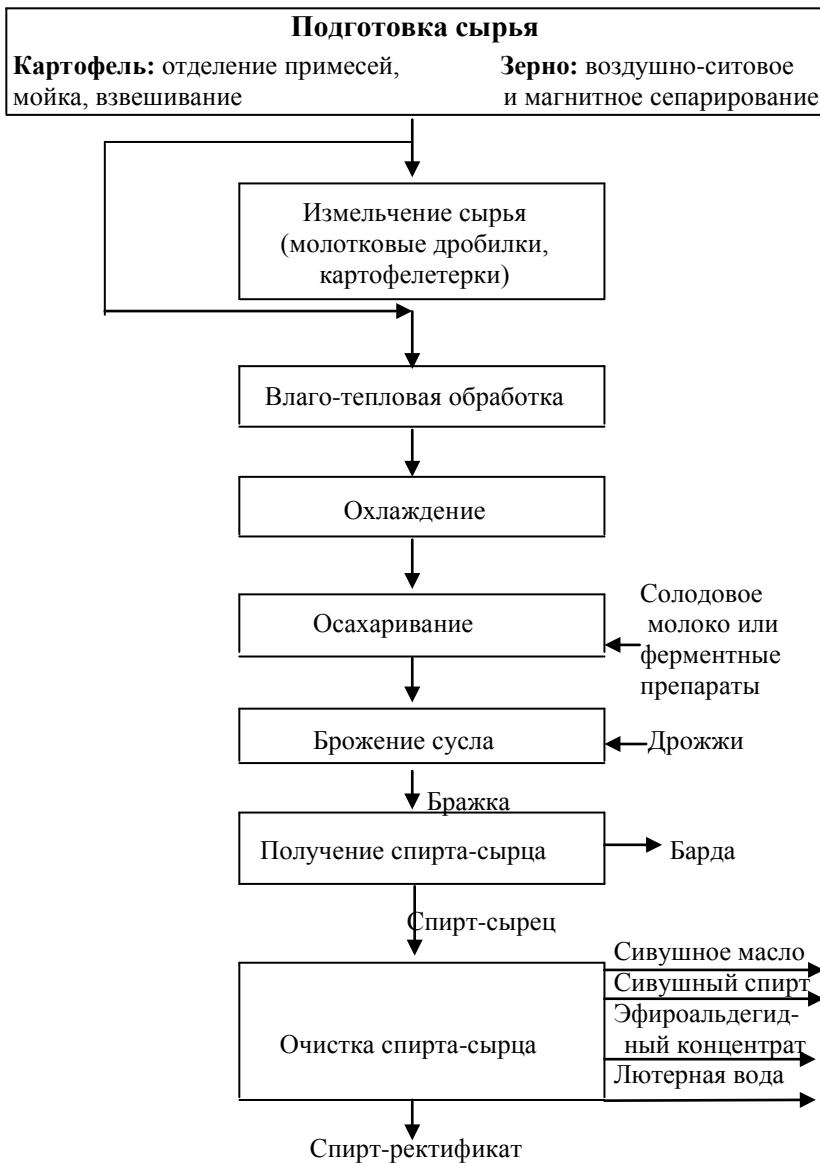 Подготовка сырья
Картофель: отделение примесей,
мойка, взвешивание
Зерно: воздушно-ситовое
и магнитное сепарирование
Измельчение сырья
(молотковые дробилки,
картофелетерки)
Влаго-тепловая обработка
Охлаждение
Осахаривание
Солодовое
молоко или
ферментные
препараты
Брожение сусла
Дрожжи
Бражка
Получение спирта-сырца
Барда
Спирт-сырец
Очистка спирта-сырца
Сивушное масло
Сивушный спирт
Эфироальдегид-
ный концентрат
Лютерная вода
Спирт-ректификат